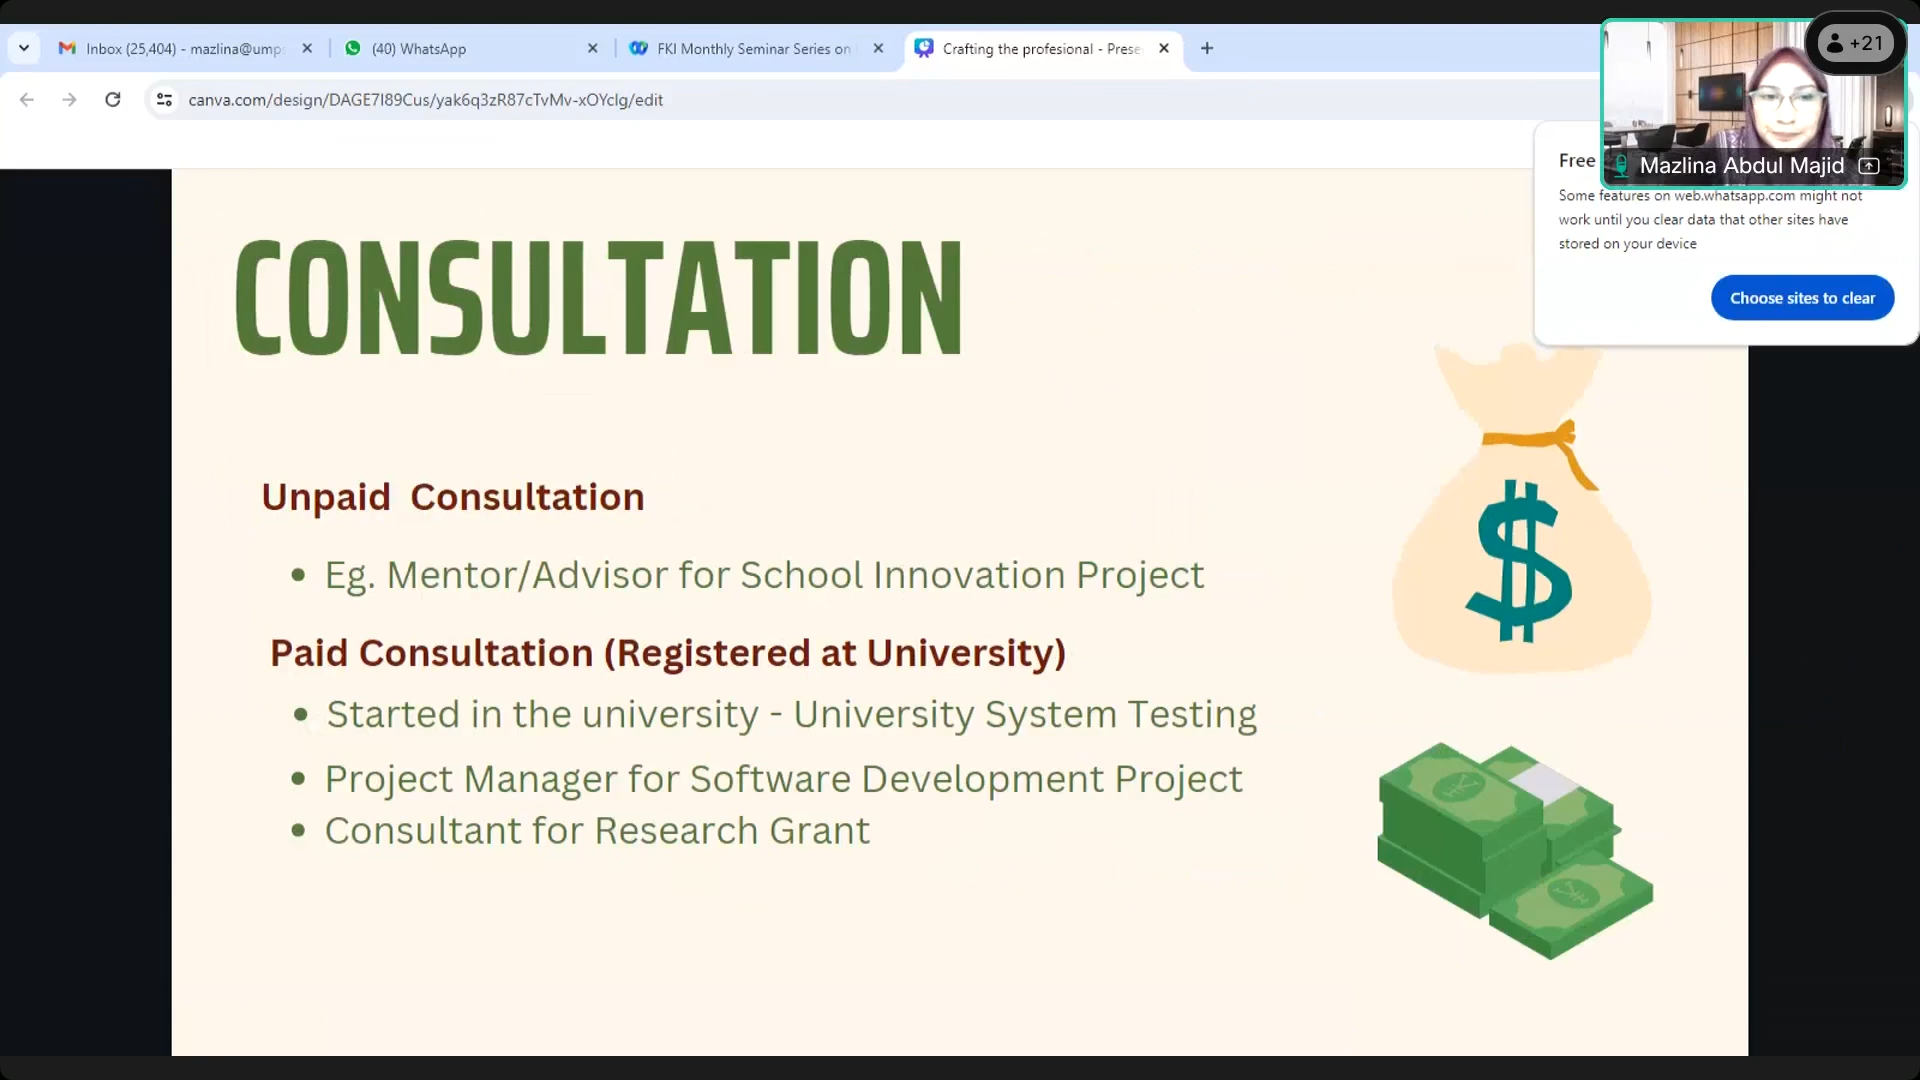 Inbox (25,404) - mazlina@ump
(40) WhatsApp
FKI Monthly Seminar Series on
Crafting the profesional - Prese
+21
canva.com/design/DAGE7I89Cus/yak6q3zR87cTvMv-xOYclg/edit
Mazlina Abdul Majid
Free
Some features on web.whatsapp.com might not
work until you clear data that other sites have
stored on your device
Choose sites to clear
CONSULTATION
Unpaid Consultation
• Eg. Mentor/Advisor for School Innovation Project
Paid Consultation (Registered at University)
• Started in the university - University System Testing
• Project Manager for Software Development Project
• Consultant for Research Grant
$